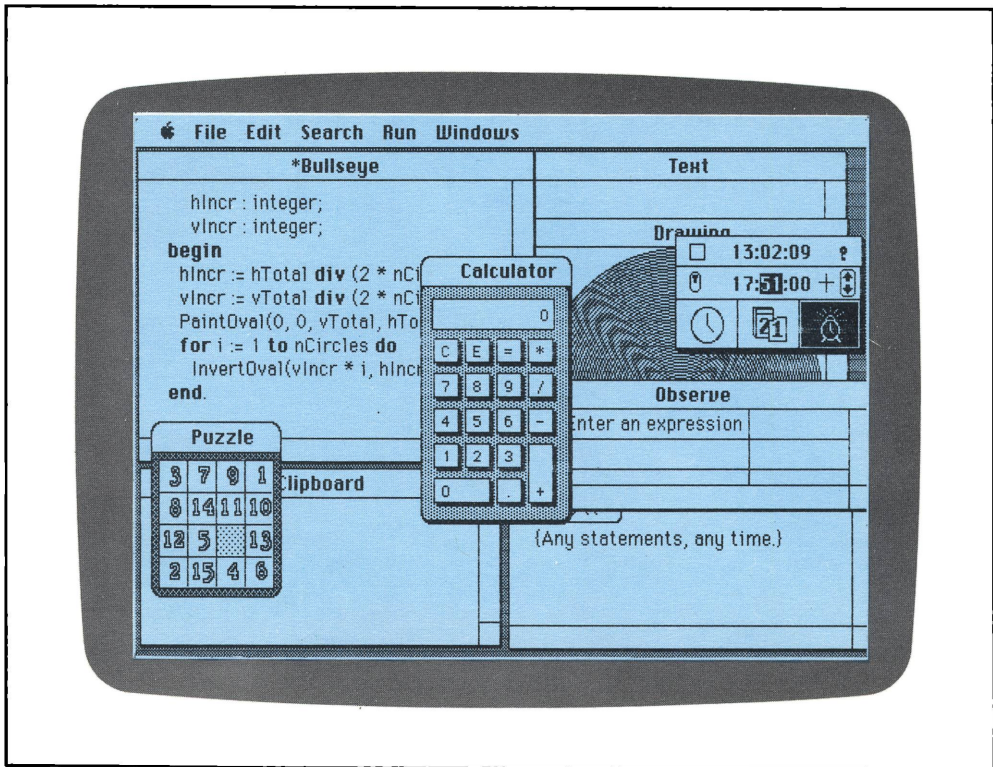 File Edit Search Run Windows
*Bullseye
hIncr : integer;
vIncr : integer;
begin
hIncr := hTotal div (2 * nCi
vIncr := vTotal div (2 * nCi
PaintOval(0, 0, vTotal, hTo
for i := 1 to nCircles do
InvertOval(vIncr * i, hIncr
end.
Text
Drawing
13:02:09
17:51:00
21
Calculator
0
C E = *
7 8 9 /
4 5 6 -
1 2 3
0 . +
Observe
Enter an expression
Puzzle
3 7 9 1
8 14 11 10
12 5 13
2 15 4 6
Clipboard
{Any statements, any time.}